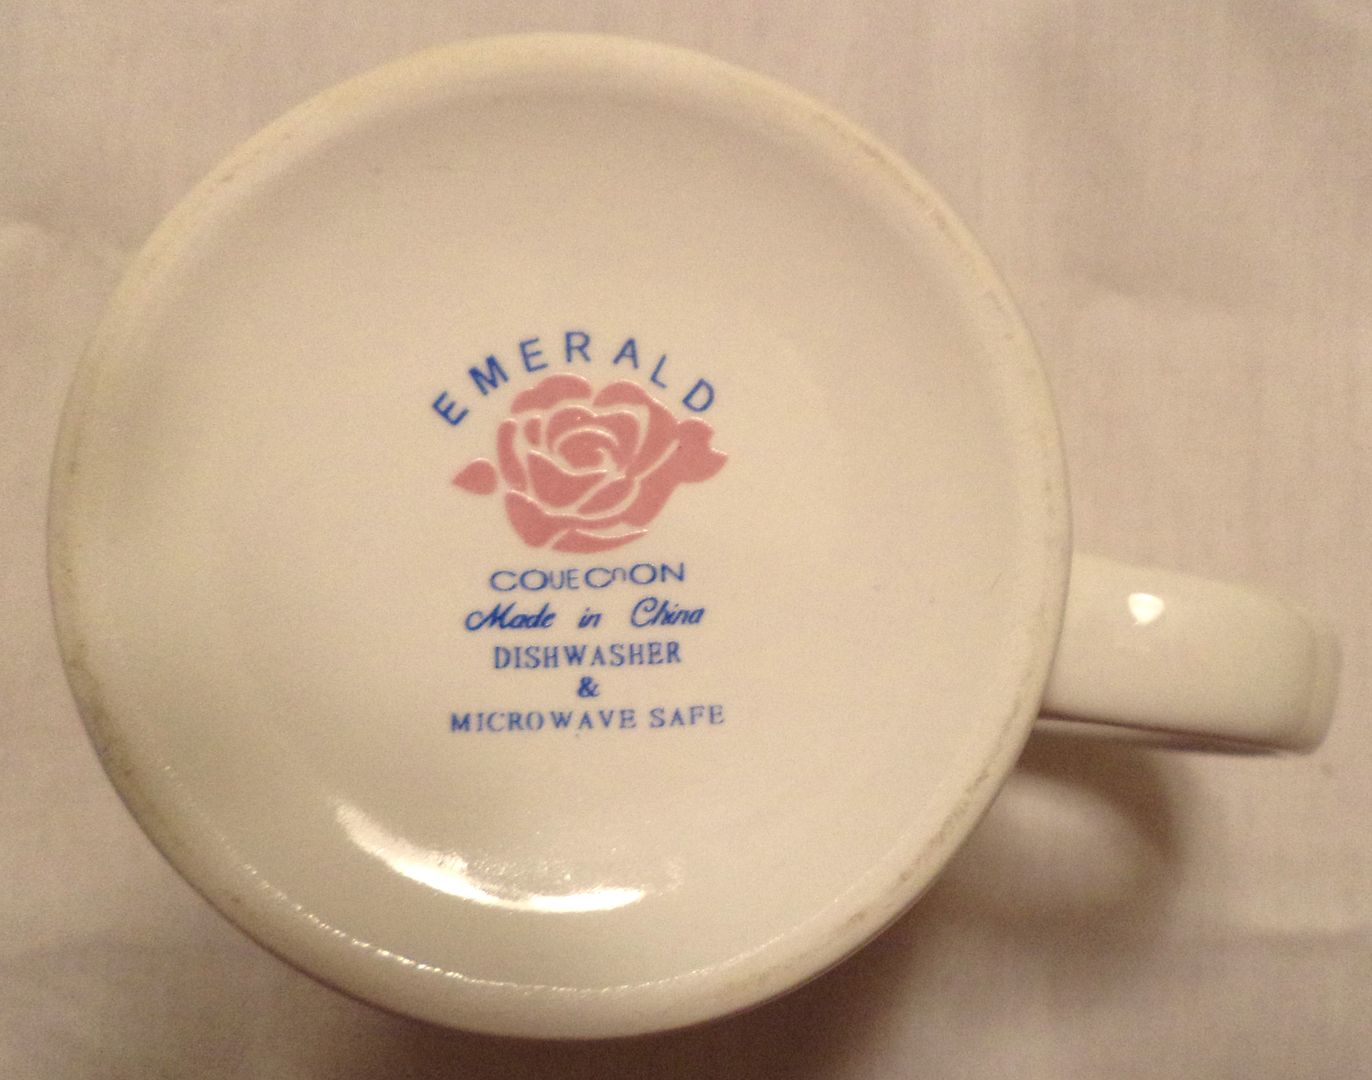 EMERALD
COUECnON
Made in China
DISHWASHER
&
MICROWAVE SAFE